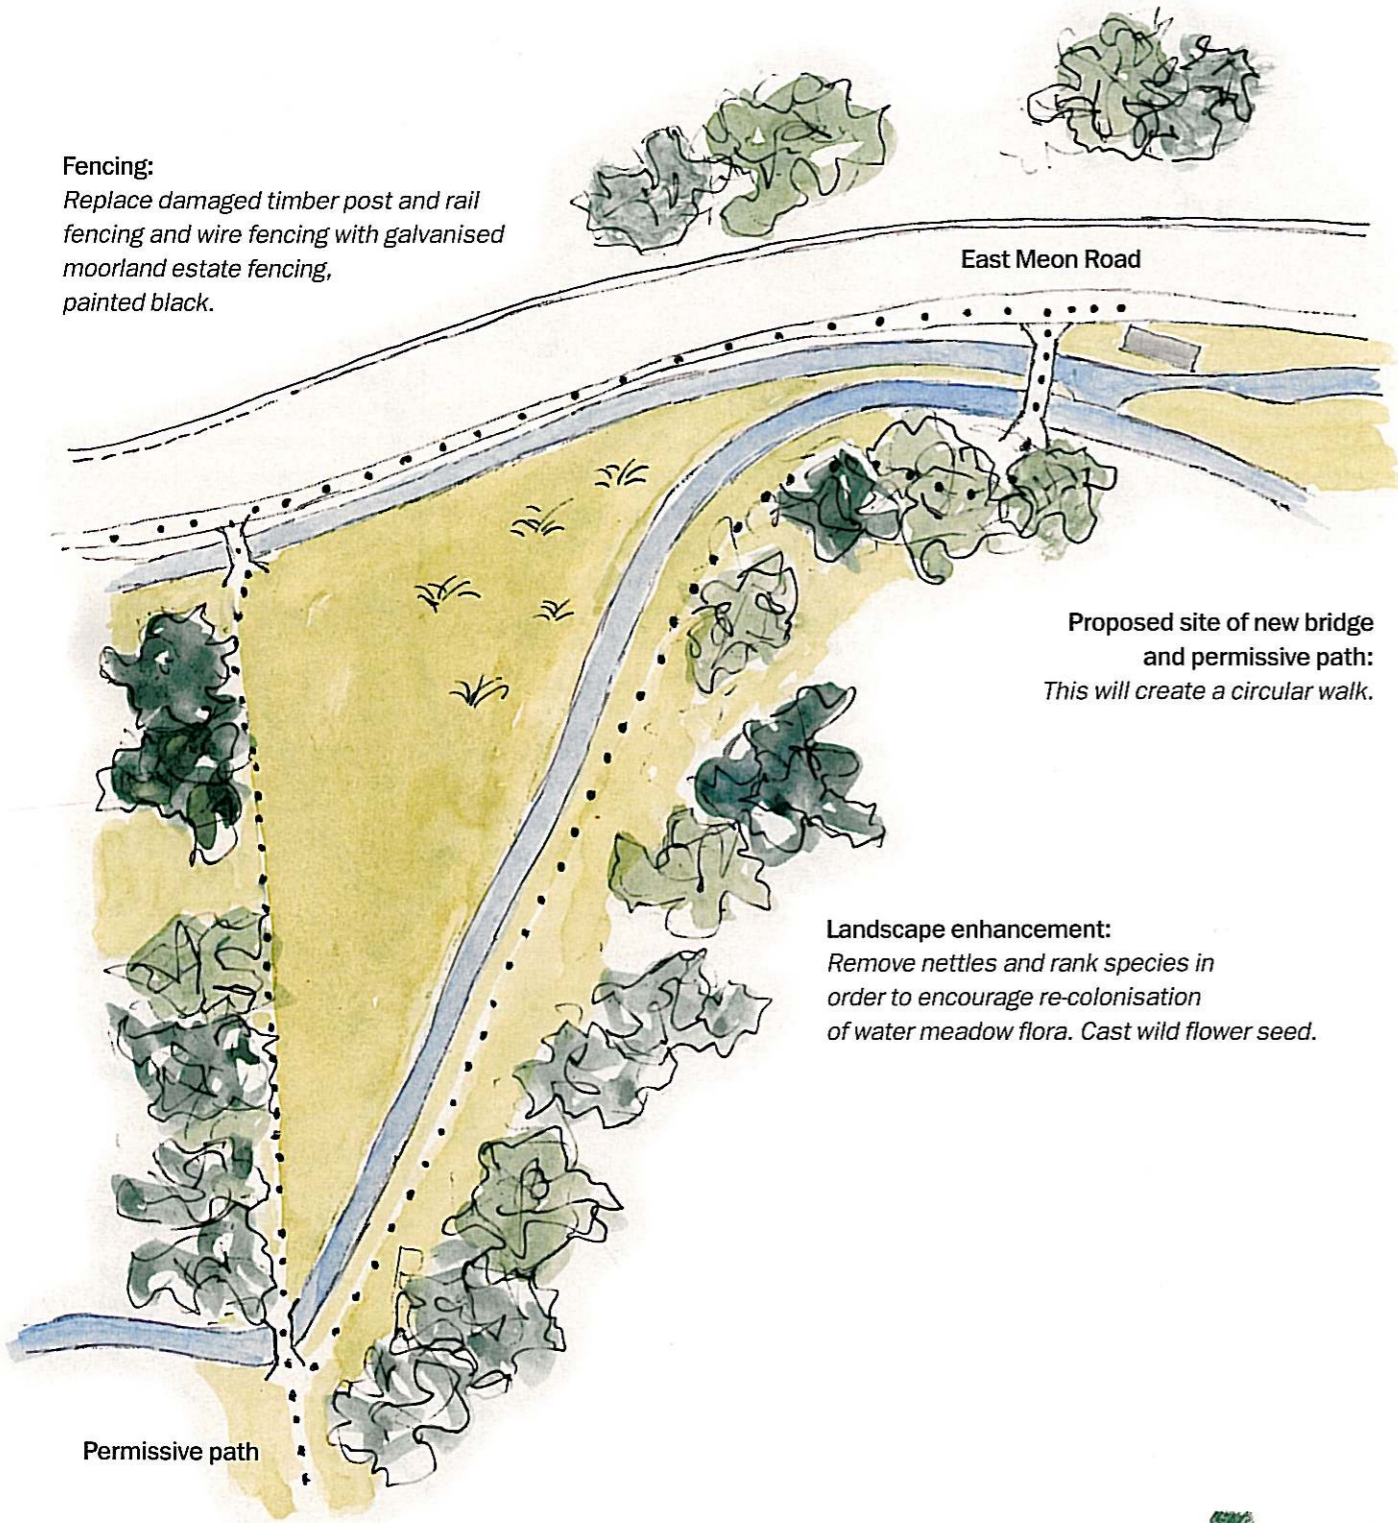 Fencing:
Replace damaged timber post and rail
fencing and wire fencing with galvanised
moorland estate fencing,
painted black.
East Meon Road
Proposed site of new bridge
and permissive path:
This will create a circular walk.
Landscape enhancement:
Remove nettles and rank species in
order to encourage re-colonisation
of water meadow flora. Cast wild flower seed.
Permissive path